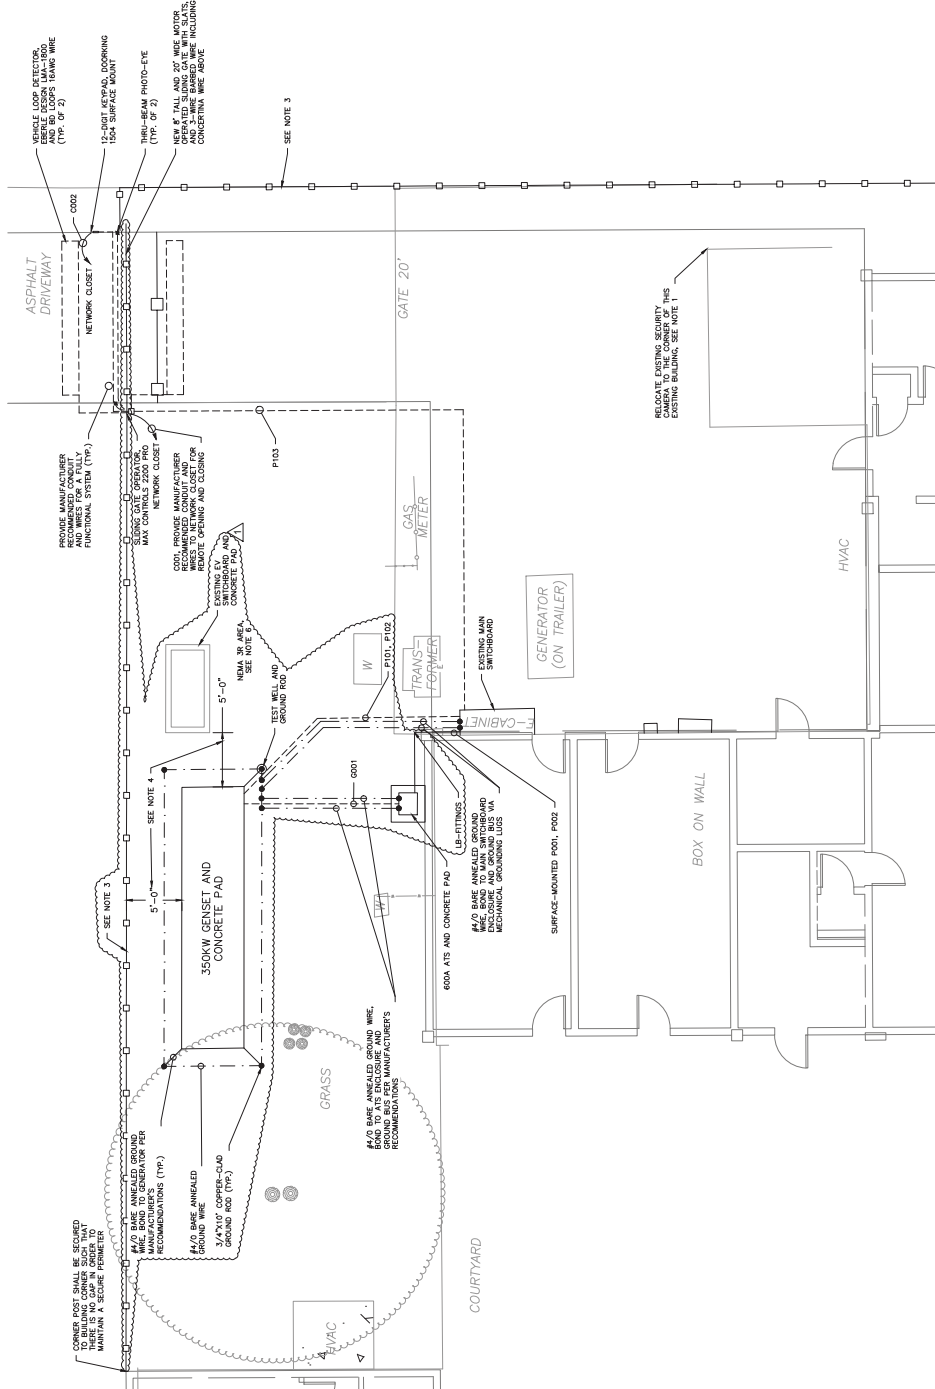 VEHICLE LOOP DETECTOR,
EBERLE DESIGN LMA-1800
AND BD LOOPS 16AWG WIRE
(TYP. OF 2)
12-DIGIT KEYPAD, DOORKING
1504 SURFACE MOUNT
THRU-BEAM PHOTO-EYE
(TYP. OF 2)
NEW 8' TALL AND 20' WIDE MOTOR
OPERATED SLIDING GATE WITH SLATS,
AND 3-WIRE BARBED WIRE INCLUDING
CONCERTINA WIRE ABOVE
SEE NOTE 3
C002
ASPHALT
DRIVEWAY
NETWORK CLOSET
GATE 20'
RELOCATE EXISTING SECURITY
CAMERA TO THE CORNER OF THIS
EXISTING BUILDING, SEE NOTE 1
PROVIDE MANUFACTURER
RECOMMENDED CONDUIT
AND WIRES FOR A FULLY
FUNCTIONAL SYSTEM (TYP.)
SLIDING GATE OPERATOR,
MAX CONTROLS 2200 PRO
NETWORK CLOSET
C001, PROVIDE MANUFACTURER
RECOMMENDED CONDUIT AND
WIRES TO NETWORK CLOSET FOR
REMOTE OPENING AND CLOSING
P103
GAS
METER
HVAC
EXISTING EV
SWITCHBOARD AND
CONCRETE PAD
1
NEMA 3R AREA,
SEE NOTE 6
5'-0"
TEST WELL AND
GROUND ROD
W
P101, P102
TRANS-
FORMER
E
EXISTING MAIN
SWITCHBOARD
GENERATOR
(ON TRAILER)
E-CABINET
SEE NOTE 4
5'-0"
SEE NOTE 3
350KW GENSET AND
CONCRETE PAD
G001
LB-FITTINGS
W
600A ATS AND CONCRETE PAD
#4/0 BARE ANNEALED GROUND
WIRE, BOND TO MAIN SWITCHBOARD
ENCLOSURE AND GROUND BUS VIA
MECHANICAL GROUNDING LUGS
SURFACE-MOUNTED P001, P002
BOX ON WALL
#4/0 BARE ANNEALED GROUND WIRE,
BOND TO ATS ENCLOSURE AND
GROUND BUS PER MANUFACTURER'S
RECOMMENDATIONS
GRASS
CORNER POST SHALL BE SECURED
TO BUILDING CORNER SUCH THAT
THERE IS NO GAP IN ORDER TO
MAINTAIN A SECURE PERIMETER
#4/0 BARE ANNEALED GROUND
WIRE, BOND TO GENERATOR PER
MANUFACTURER'S
RECOMMENDATIONS (TYP.)
#4/0 BARE ANNEALED
GROUND WIRE
3/4"X10' COPPER-CLAD
GROUND ROD (TYP.)
COURTYARD
HVAC